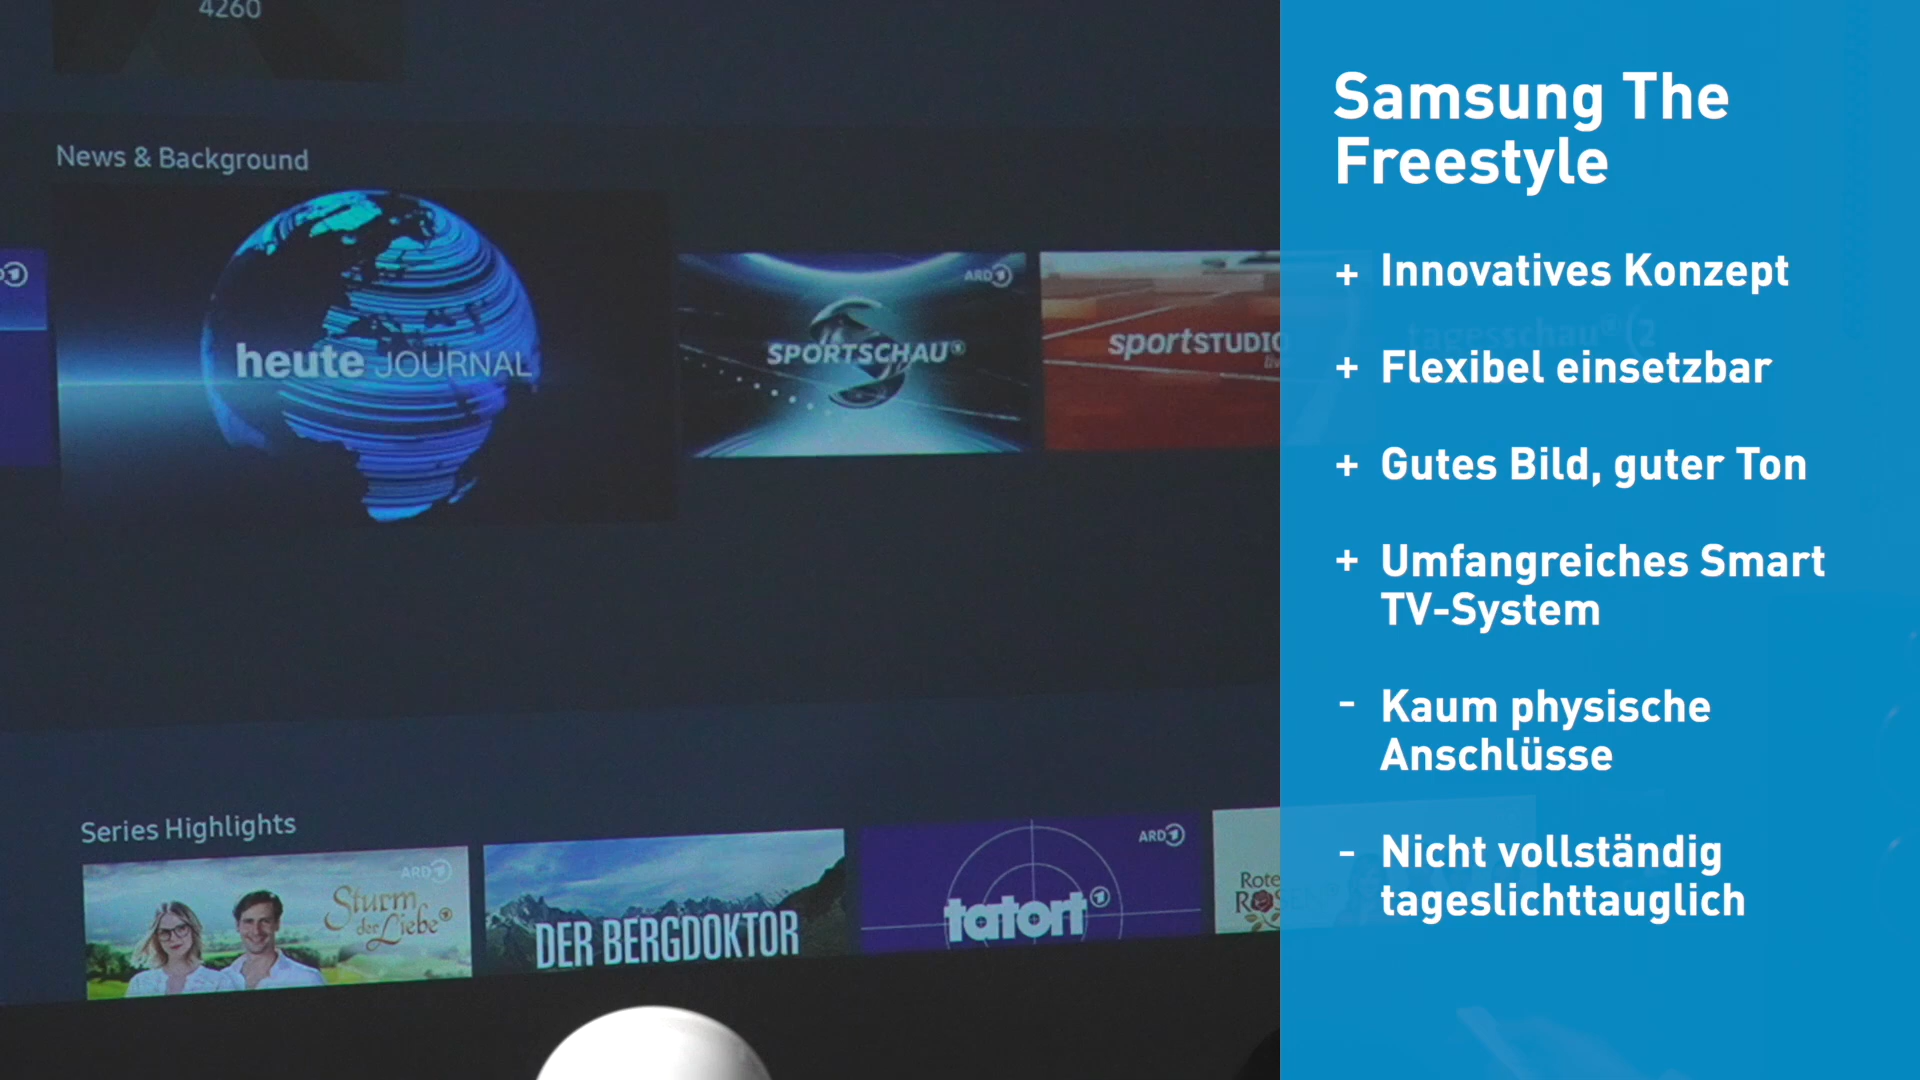 4260
News & Background
heute JOURNAL
ARD
SPORTSCHAU
sportSTUDIO
tagesschau
Series Highlights
ARD
Sturm
der Liebe
DER BERGDOKTOR
ARD
tatort
Rote
ROSEN
Samsung The
Freestyle
+ Innovatives Konzept
+ Flexibel einsetzbar
+ Gutes Bild, guter Ton
+ Umfangreiches Smart
TV-System
- Kaum physische
Anschlüsse
- Nicht vollständig
tageslichttauglich